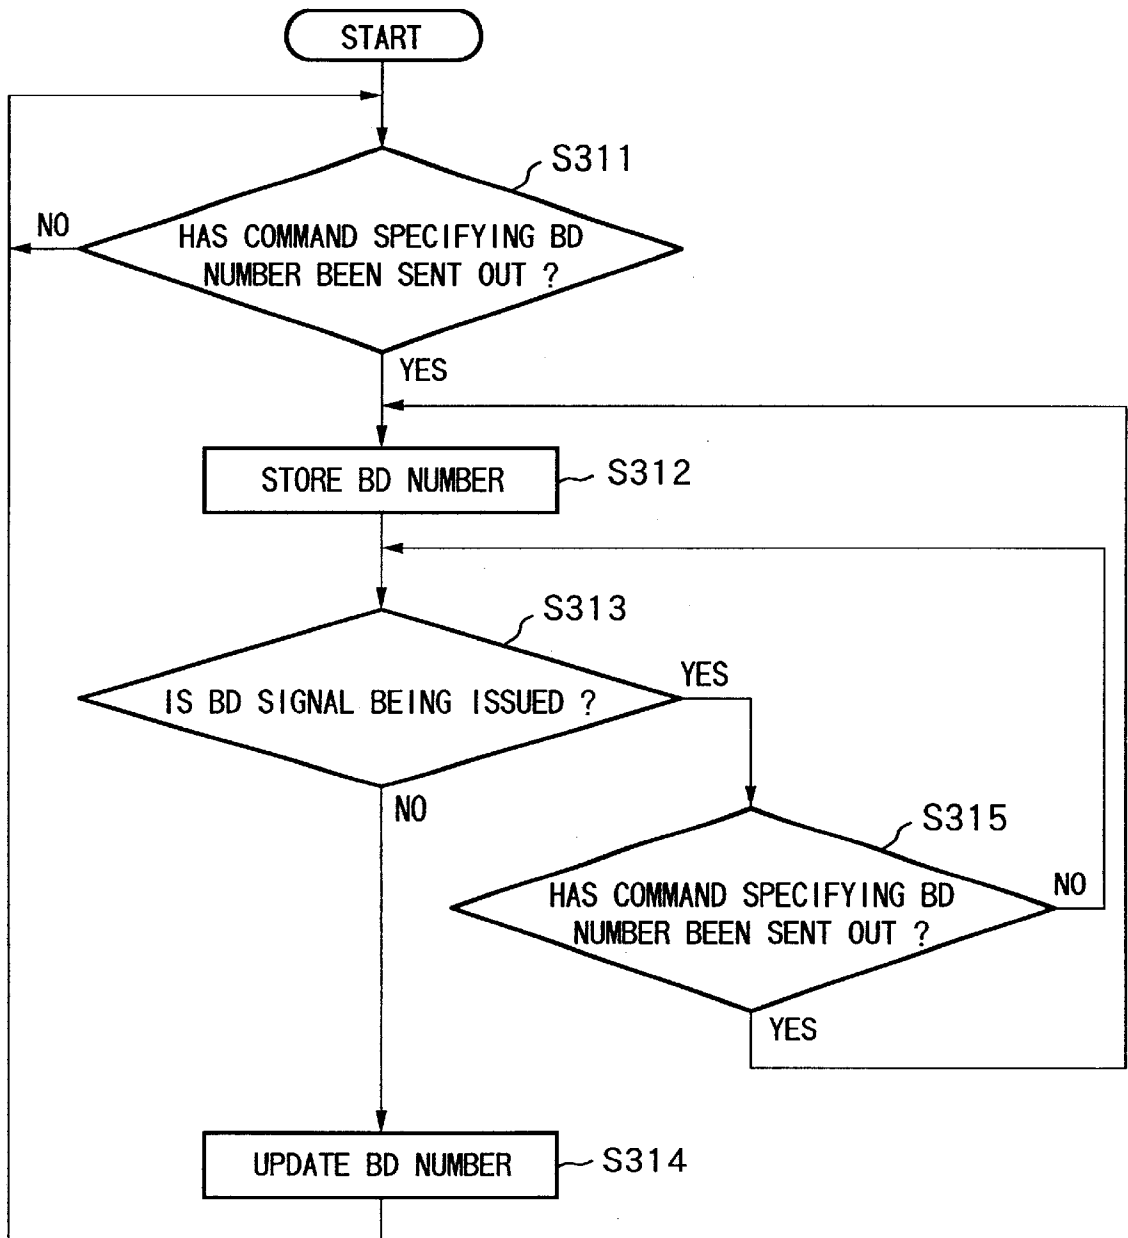 START
S311
NO
HAS COMMAND SPECIFYING BD
NUMBER BEEN SENT OUT ?
YES
STORE BD NUMBER
S312
S313
YES
IS BD SIGNAL BEING ISSUED ?
NO
S315
HAS COMMAND SPECIFYING BD
NUMBER BEEN SENT OUT ?
NO
YES
UPDATE BD NUMBER
S314